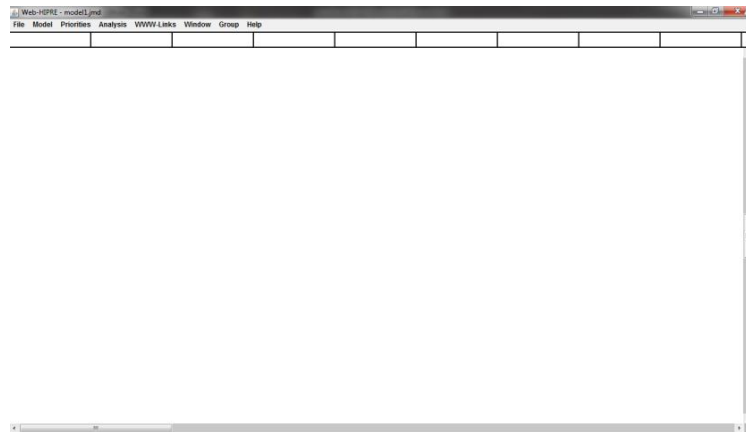 Web-HIPRE - model1.jmd
File Model Priorities Analysis WWW-Links Window Group Help